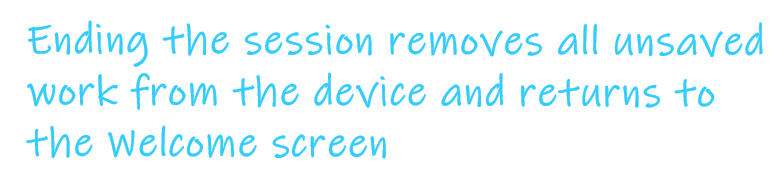 Ending the session removes all unsaved
work from the device and returns to
the Welcome screen